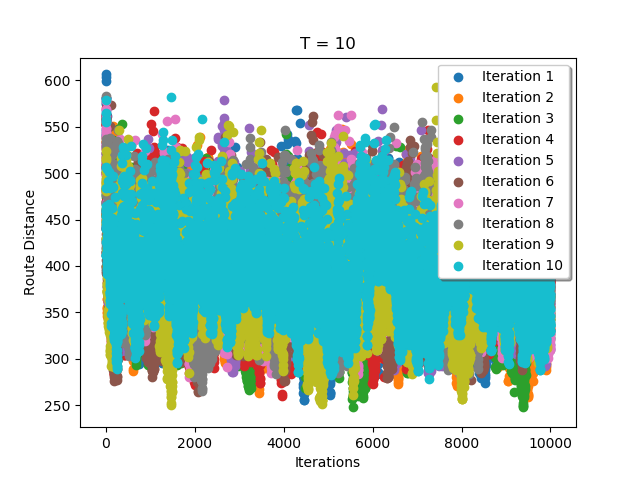 T = 10
600
550
500
450
400
350
300
250
Route Distance
0
2000
4000
6000
8000
10000
Iterations
Iteration 1
Iteration 2
Iteration 3
Iteration 4
Iteration 5
Iteration 6
Iteration 7
Iteration 8
Iteration 9
Iteration 10